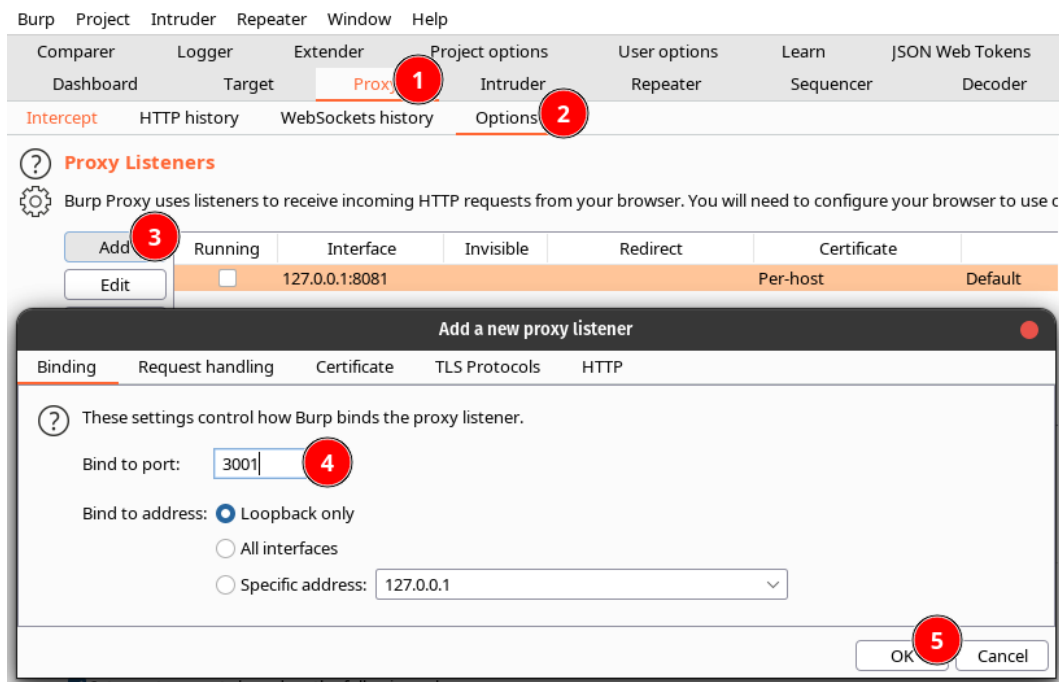 Burp Project Intruder Repeater Window Help
Comparer Logger Extender Project options User options Learn JSON Web Tokens
Dashboard Target Proxy 1 Intruder Repeater Sequencer Decoder
Intercept HTTP history WebSockets history Options 2
? Proxy Listeners
Burp Proxy uses listeners to receive incoming HTTP requests from your browser. You will need to configure your browser to use
Add 3 Running Interface Invisible Redirect Certificate
Edit 127.0.0.1:8081 Per-host Default
Add a new proxy listener
Binding Request handling Certificate TLS Protocols HTTP
? These settings control how Burp binds the proxy listener.
Bind to port: 3001 4
Bind to address: Loopback only
All interfaces
Specific address: 127.0.0.1
OK 5 Cancel